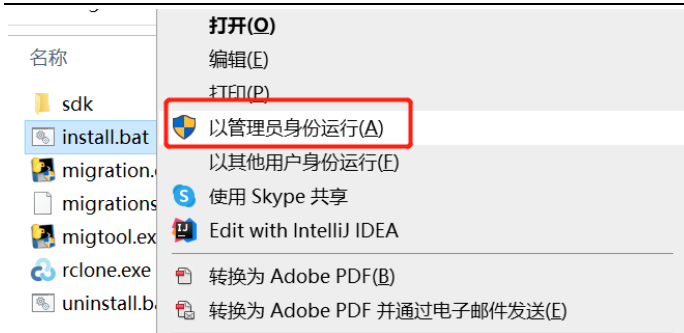 打开(O)
名称
编辑(E)
打印(P)
sdk
install.bat
以管理员身份运行(A)
migration.
以其他用户身份运行(F)
migrations
使用 Skype 共享
migtool.ex
Edit with IntelliJ IDEA
rclone.exe
转换为 Adobe PDF(B)
uninstall.b
转换为 Adobe PDF 并通过电子邮件发送(E)